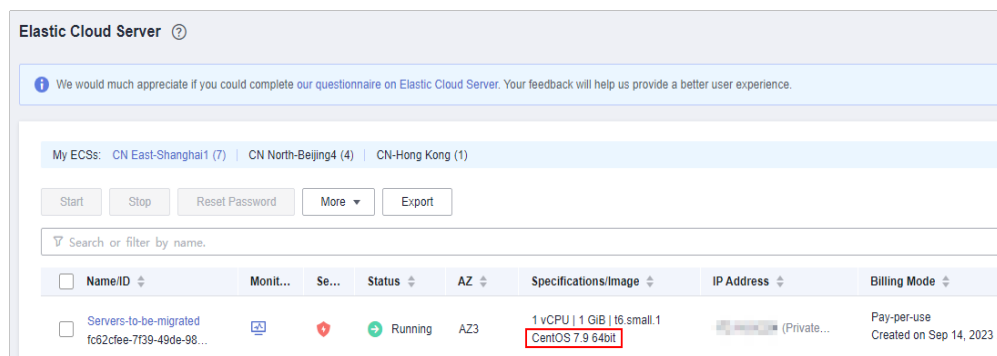 Elastic Cloud Server
We would much appreciate if you could complete our questionnaire on Elastic Cloud Server. Your feedback will help us provide a better user experience.
My ECSs: CN East-Shanghai1 (7) | CN North-Beijing4 (4) | CN-Hong Kong (1)
Start Stop Reset Password More Export
Search or filter by name.
Name/ID Monit... Se... Status AZ Specifications/Image IP Address Billing Mode
Servers-to-be-migrated Running AZ3 1 vCPU | 1 GiB | t6.small.1 (Private... Pay-per-use
fc62cfee-7f39-49de-98... CentOS 7.9 64bit Created on Sep 14, 2023